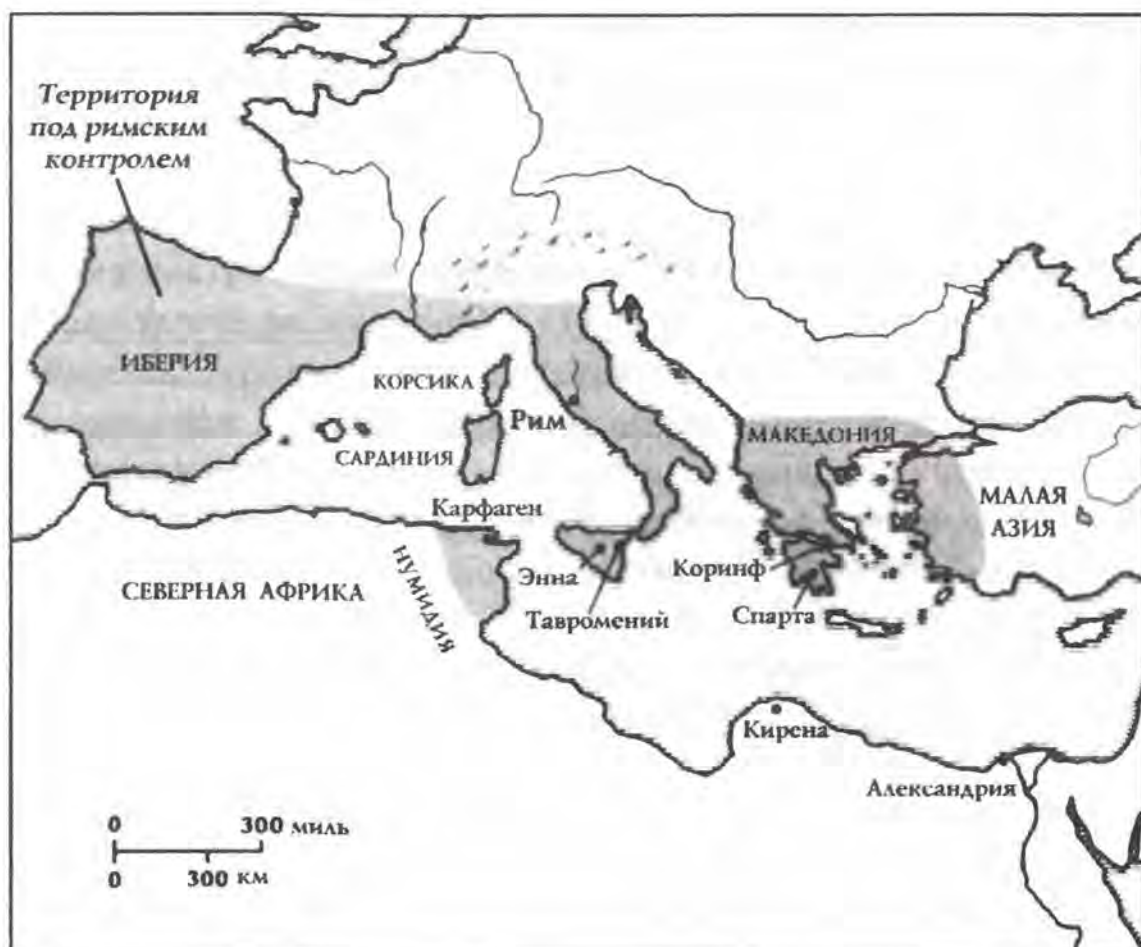 Территория
под римским
контролем
ИБЕРИЯ
КОРСИКА
Рим
САРДИНИЯ
МАКЕДОНИЯ
МАЛАЯ
АЗИЯ
Карфаген
НУМИДИЯ
СЕВЕРНАЯ АФРИКА
Энна
Тавромений
Коринф
Спарта
Кирена
Александрия
0 300 миль
0 300 км